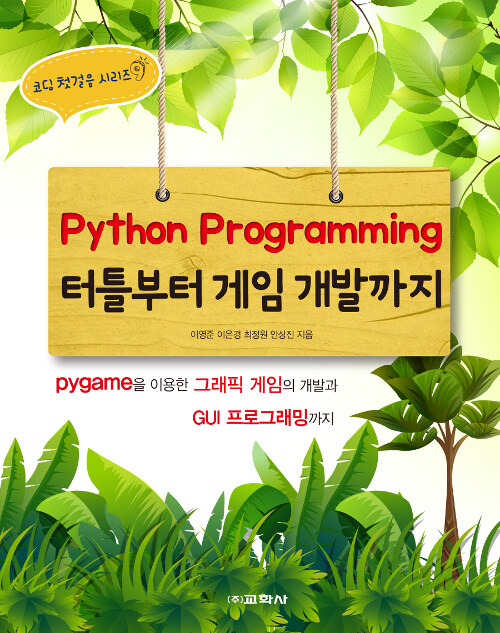 코딩 첫걸음 시리즈 9
Python Programming
터틀부터 게임 개발까지
이영준 이은경 최정원 안상진 지음
pygame을 이용한 그래픽 게임의 개발과
GUI 프로그래밍까지
(주)교학사